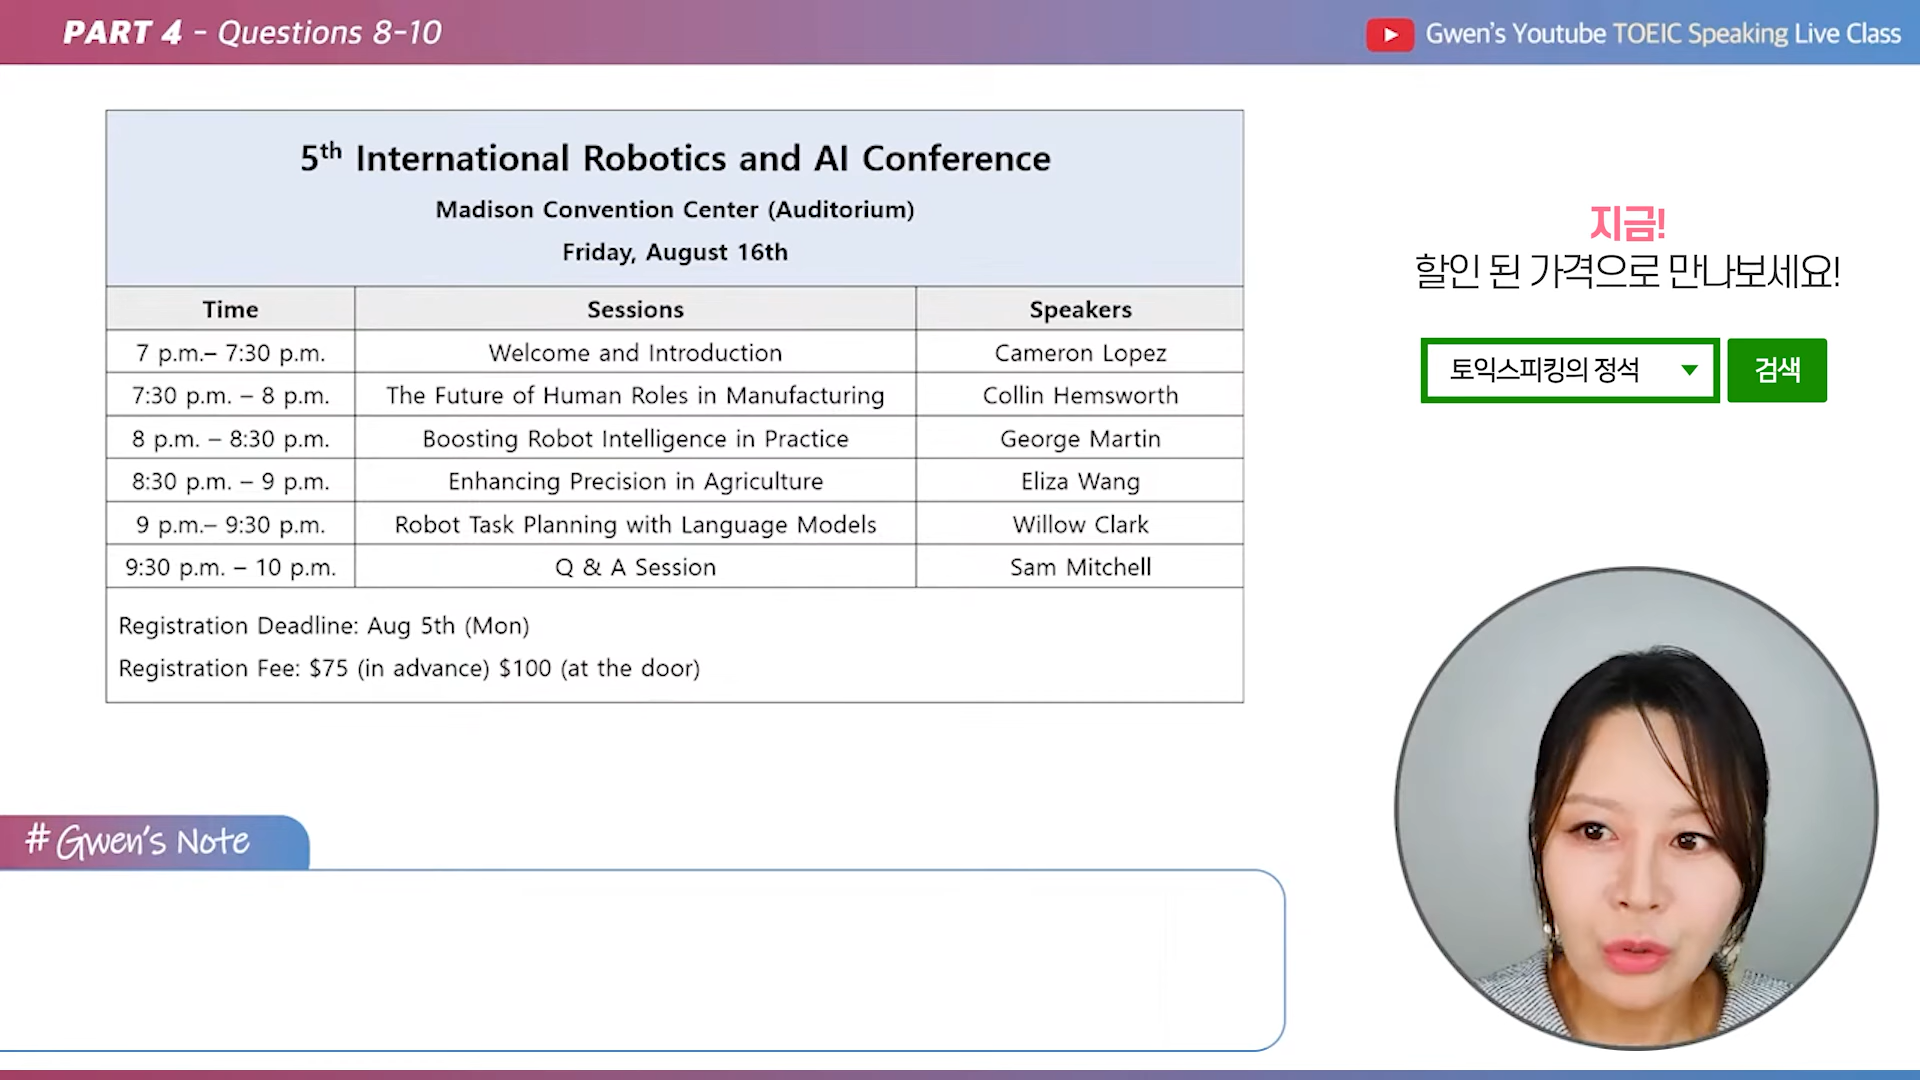 PART 4 - Questions 8-10
Gwen's Youtube TOEIC Speaking Live Class
5th International Robotics and AI Conference
Madison Convention Center (Auditorium)
Friday, August 16th
Time Sessions Speakers
7 p.m.– 7:30 p.m. Welcome and Introduction Cameron Lopez
7:30 p.m. – 8 p.m. The Future of Human Roles in Manufacturing Collin Hemsworth
8 p.m. – 8:30 p.m. Boosting Robot Intelligence in Practice George Martin
8:30 p.m. – 9 p.m. Enhancing Precision in Agriculture Eliza Wang
9 p.m.– 9:30 p.m. Robot Task Planning with Language Models Willow Clark
9:30 p.m. – 10 p.m. Q & A Session Sam Mitchell
Registration Deadline: Aug 5th (Mon)
Registration Fee: $75 (in advance) $100 (at the door)
지금!
할인 된 가격으로 만나보세요!
토익스피킹의 정석 검색
# Gwen's Note